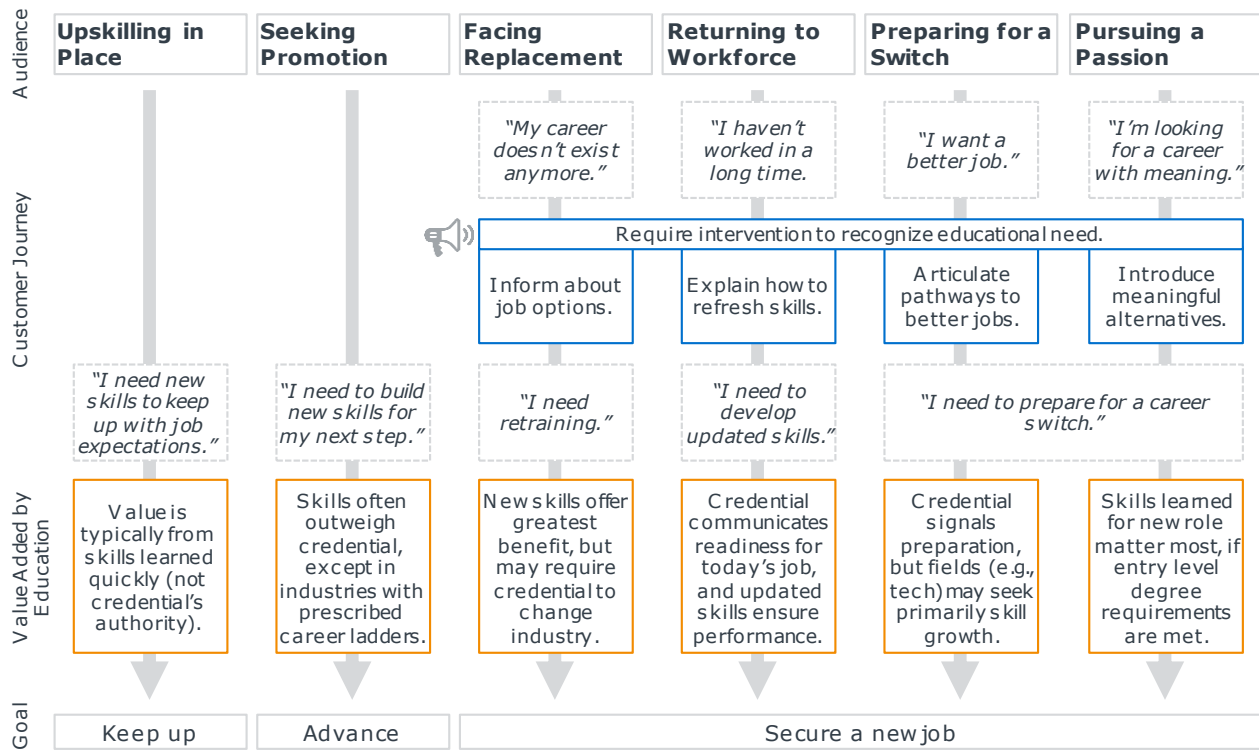 Audience
Upskilling in
Place
Seeking
Promotion
Facing
Replacement
Returning to
Workforce
Preparing for a
Switch
Pursuing a
Passion
Customer Journey
“My career
doesn’t exist
anymore.”
“I haven’t
worked in a
long time.
“I want a
better job.”
“I’m looking
for a career
with meaning.”
Require intervention to recognize educational need.
Inform about
job options.
Explain how to
refresh skills.
Articulate
pathways to
better jobs.
Introduce
meaningful
alternatives.
“I need new
skills to keep
up with job
expectations.”
“I need to build
new skills for
my next step.”
“I need
retraining.”
“I need to
develop
updated skills.”
“I need to prepare for a career
switch.”
Value Added by
Education
Value is
typically from
skills learned
quickly (not
credential’s
authority).
Skills often
outweigh
credential,
except in
industries with
prescribed
career ladders.
New skills offer
greatest
benefit, but
may require
credential to
change
industry.
Credential
communicates
readiness for
today’s job,
and updated
skills ensure
performance.
Credential
signals
preparation,
but fields (e.g.,
tech) may seek
primarily skill
growth.
Skills learned
for new role
matter most, if
entry level
degree
requirements
are met.
Goal
Keep up
Advance
Secure a new job